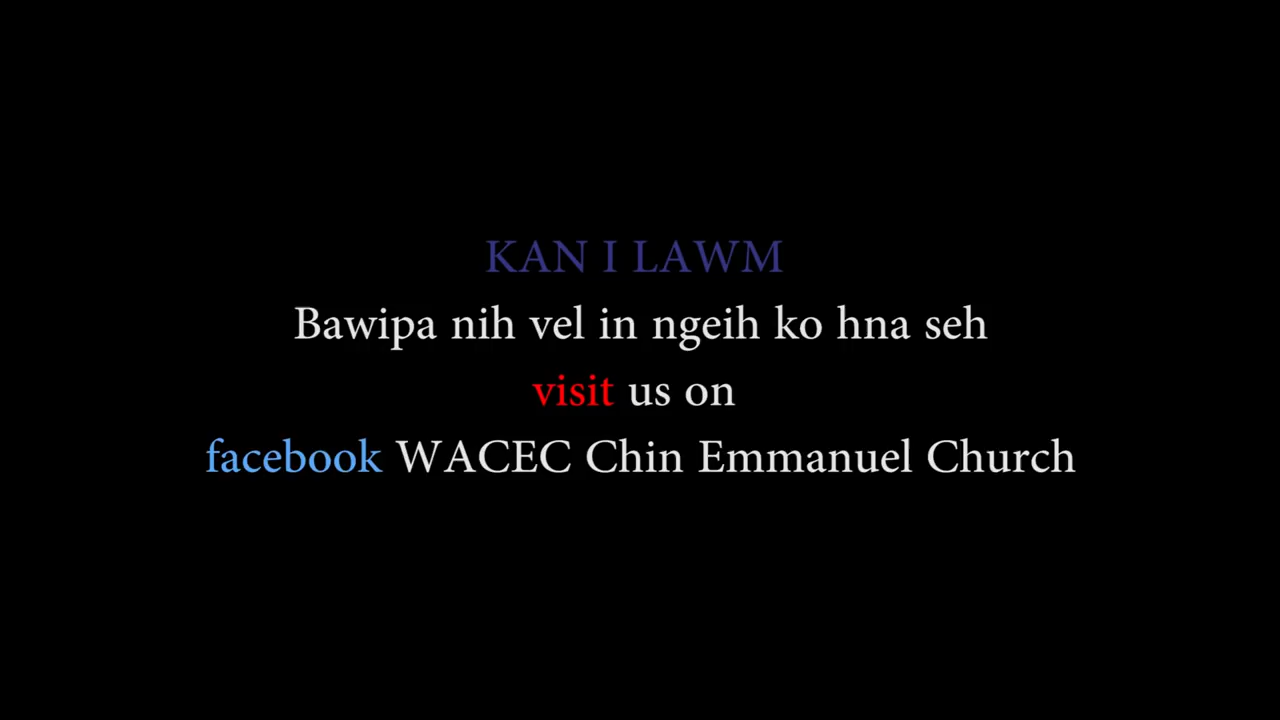 KAN I LAWM
Bawipa nih vel in ngeih ko hna seh
visit us on
facebook WACEC Chin Emmanuel Church